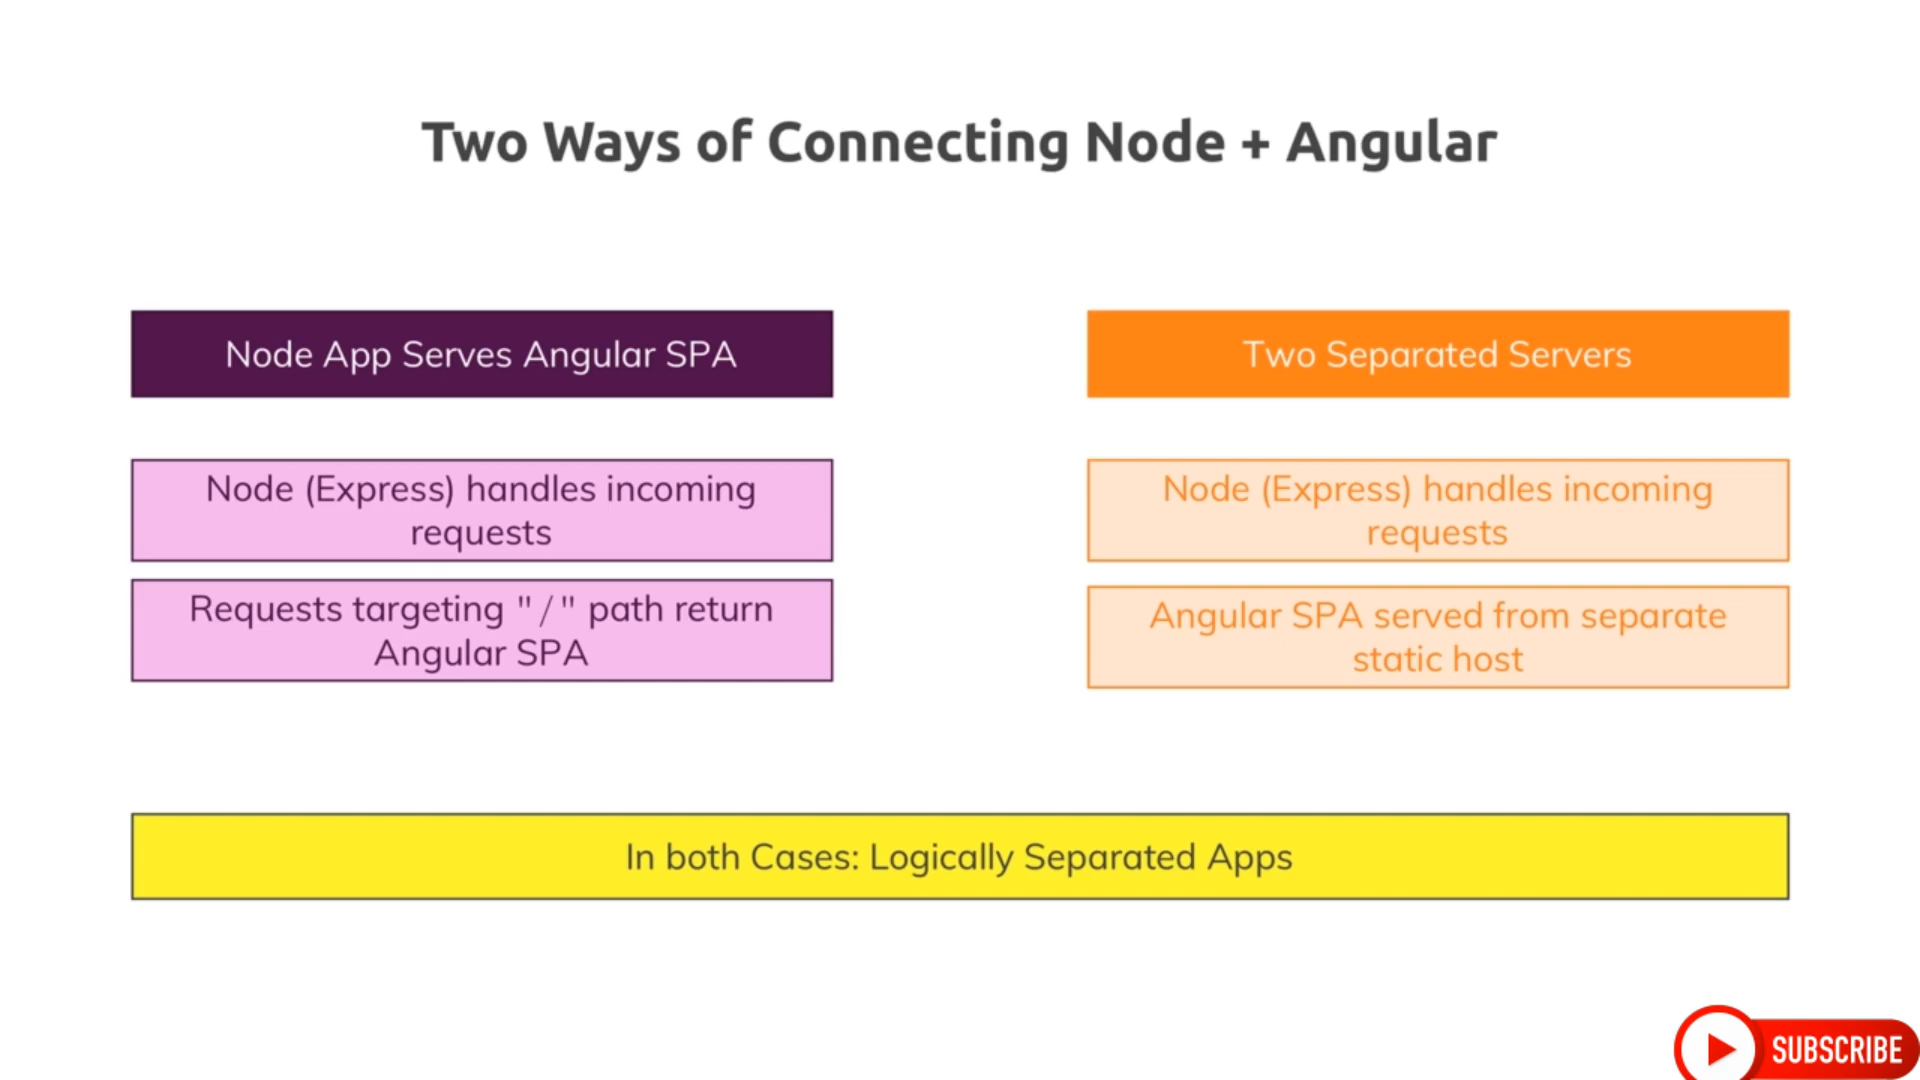 Two Ways of Connecting Node + Angular
Node App Serves Angular SPA
Node (Express) handles incoming
requests
Requests targeting "/" path return
Angular SPA
Two Separated Servers
Node (Express) handles incoming
requests
Angular SPA served from separate
static host
In both Cases: Logically Separated Apps
SUBSCRIBE